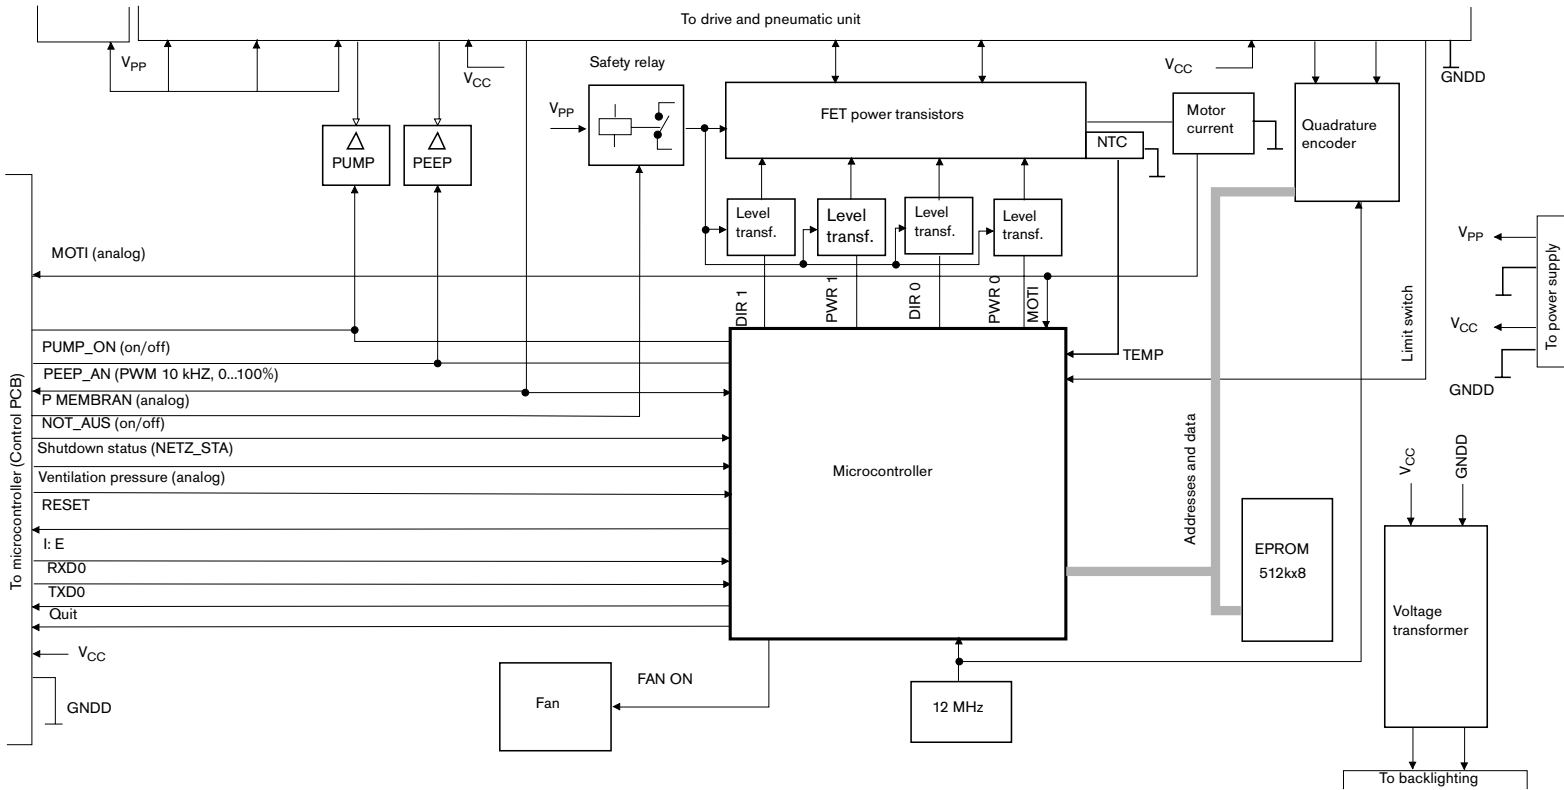 To drive and pneumatic unit
VPP
VCC
Safety relay
VPP
VCC
GNDD
FET power transistors
Motor
current
Quadrature
encoder
NTC
PUMP
PEEP
Level
transf.
Level
transf.
Level
transf.
Level
transf.
MOTI (analog)
DIR 1
PWR 1
DIR 0
PWR 0
MOTI
Limit switch
VPP
VCC
GNDD
To power supply
PUMP_ON (on/off)
TEMP
PEEP_AN (PWM 10 kHZ, 0...100%)
P MEMBRAN (analog)
NOT_AUS (on/off)
Shutdown status (NETZ_STA)
Ventilation pressure (analog)
RESET
I: E
RXD0
TXD0
Quit
VCC
GNDD
To microcontroller (Control PCB)
Microcontroller
Addresses and data
EPROM
512kx8
VCC
GNDD
Voltage
transformer
Fan
FAN ON
12 MHz
To backlighting